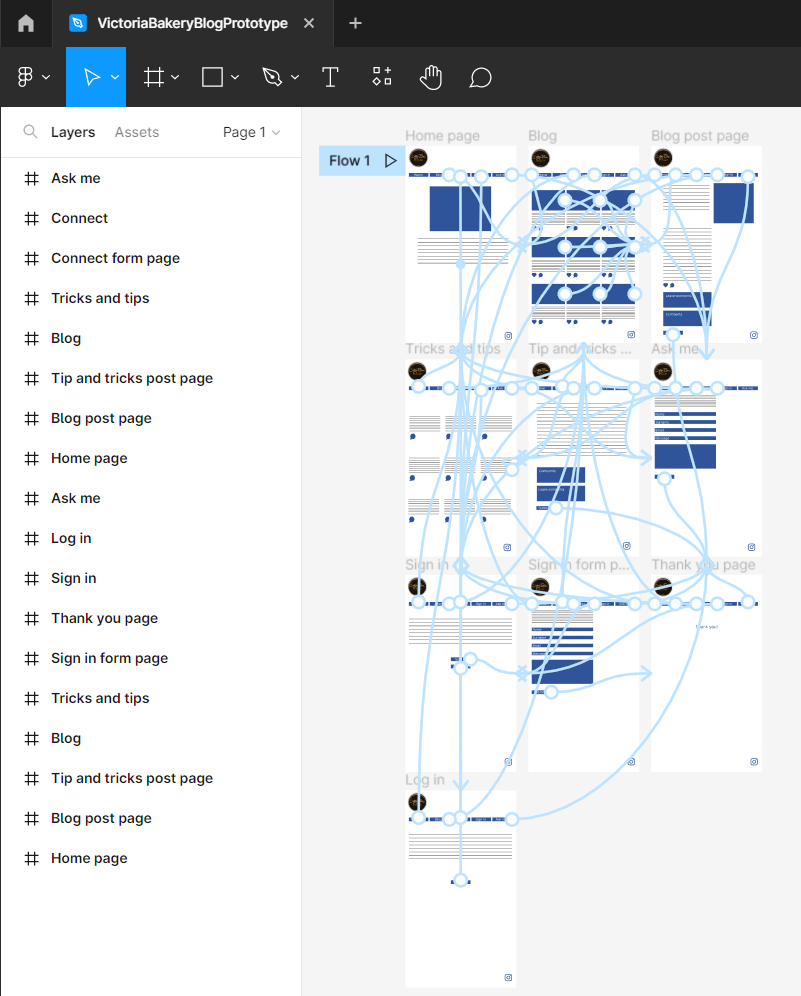 VictoriaBakeryBlogPrototype
Layers Assets Page 1
Ask me
Connect
Connect form page
Tricks and tips
Blog
Tip and tricks post page
Blog post page
Home page
Ask me
Log in
Sign in
Thank you page
Sign in form page
Tricks and tips
Blog
Tip and tricks post page
Blog post page
Home page
Flow 1
Home page Blog Blog post page
Tricks and tips Tip and tricks ... Ask me
Sign in Sign in form p... Thank you page
Thank you!
Log in